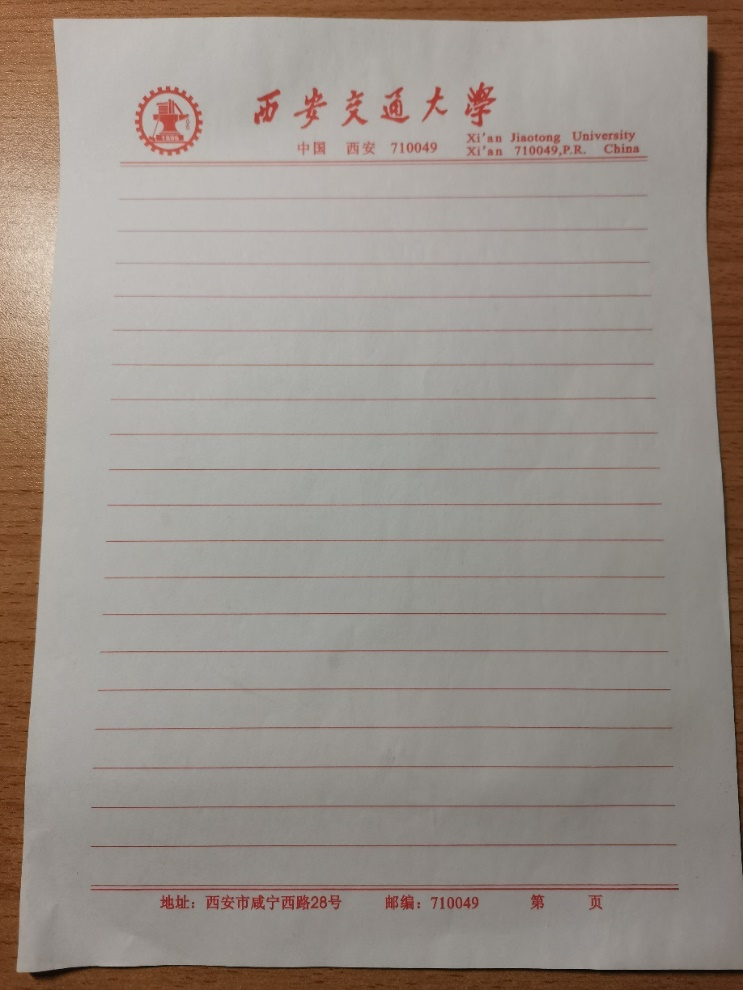 西安交通大學
1896
中国 西安 710049
Xi'an Jiaotong University
Xi'an 710049,P.R. China
地址：西安市咸宁西路28号 邮编：710049 第 页